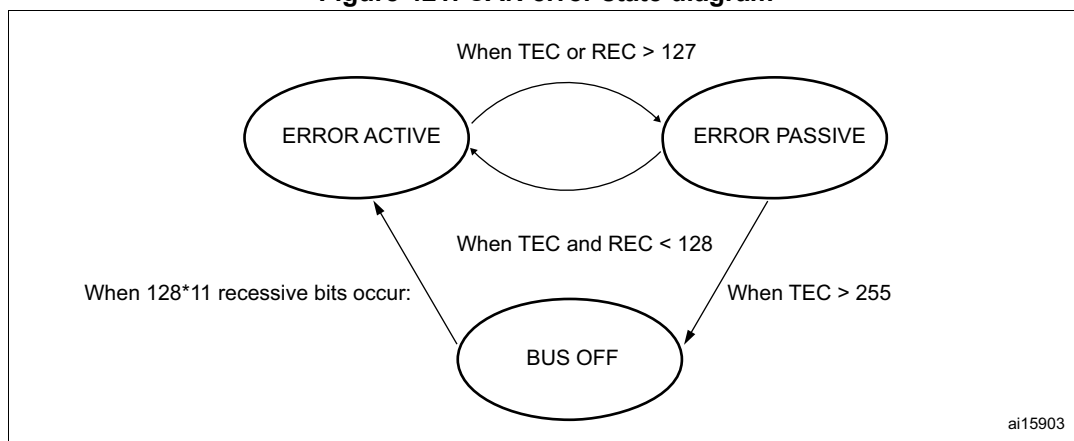 When TEC or REC > 127
ERROR ACTIVE
ERROR PASSIVE
When TEC and REC < 128
When 128*11 recessive bits occur:
When TEC > 255
BUS OFF
ai15903